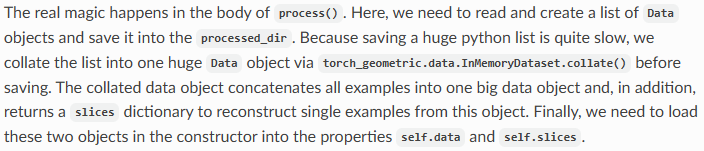 The real magic happens in the body of process(). Here, we need to read and create a list of Data
objects and save it into the processed_dir. Because saving a huge python list is quite slow, we
collate the list into one huge Data object via torch_geometric.data.InMemoryDataset.collate() before
saving. The collated data object concatenates all examples into one big data object and, in addition,
returns a slices dictionary to reconstruct single examples from this object. Finally, we need to load
these two objects in the constructor into the properties self.data and self.slices.